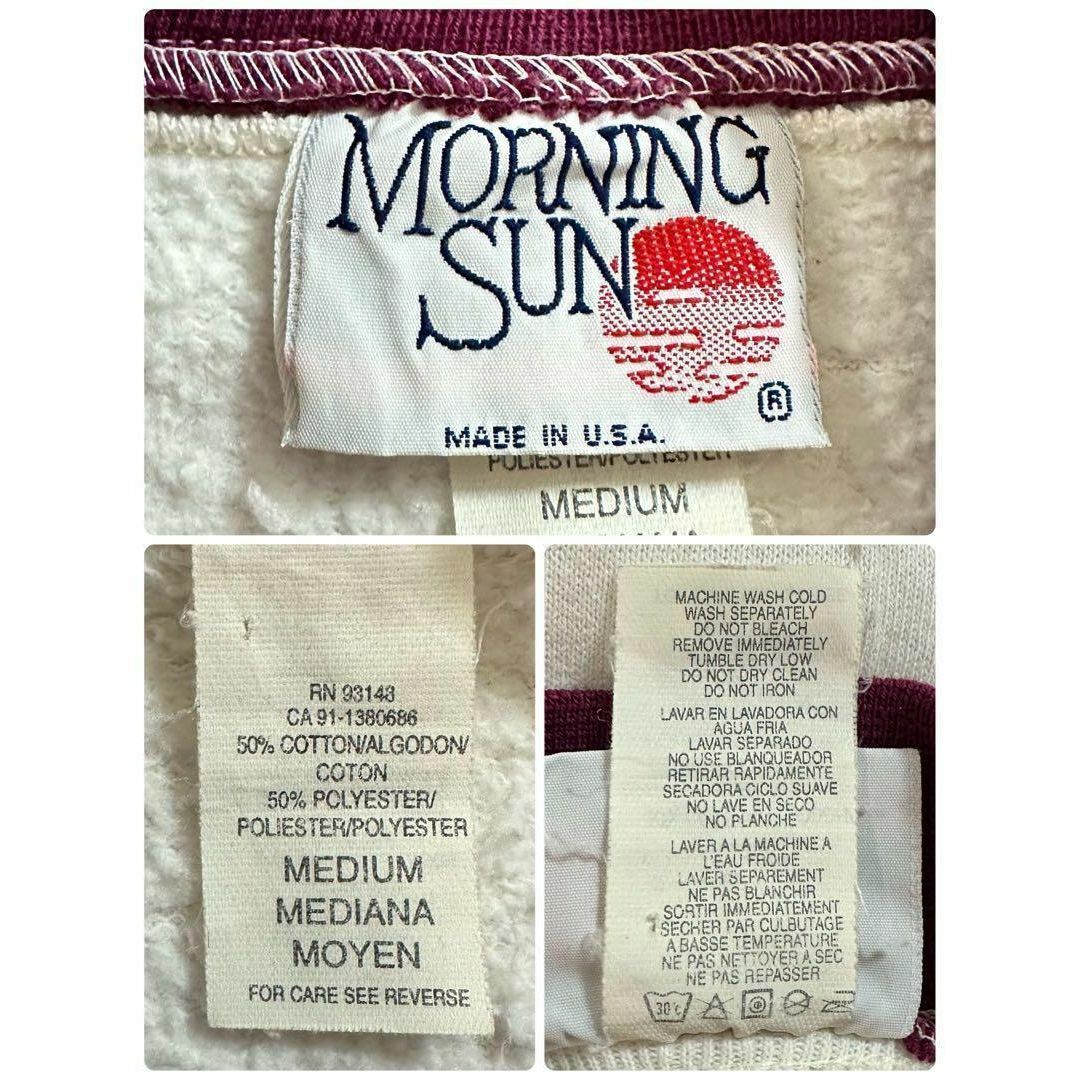 MORNING
SUN
®
MADE IN U.S.A.
POLIESTER/POLYESTER
MEDIUM
RN 93143
CA 91-1380686
50% COTTON/ALGODON/
COTON
50% POLYESTER/
POLIESTER/POLYESTER
MEDIUM
MEDIANA
MOYEN
FOR CARE SEE REVERSE
MACHINE WASH COLD
WASH SEPARATELY
DO NOT BLEACH
REMOVE IMMEDIATELY
TUMBLE DRY LOW
DO NOT DRY CLEAN
DO NOT IRON
LAVAR EN LAVADORA CON
AGUA FRIA
LAVAR SEPARADO
NO USE BLANQUEADOR
RETIRAR RAPIDAMENTE
SECADORA CICLO SUAVE
NO LAVE EN SECO
NO PLANCHE
LAVER A LA MACHINE A
L'EAU FROIDE
LAVER SEPAREMENT
NE PAS BLANCHIR
SORTIR IMMEDIATEMENT
SECHER PAR CULBUTAGE
A BASSE TEMPERATURE
NE PAS NETTOYER A SEC
NE PAS REPASSER
30°c